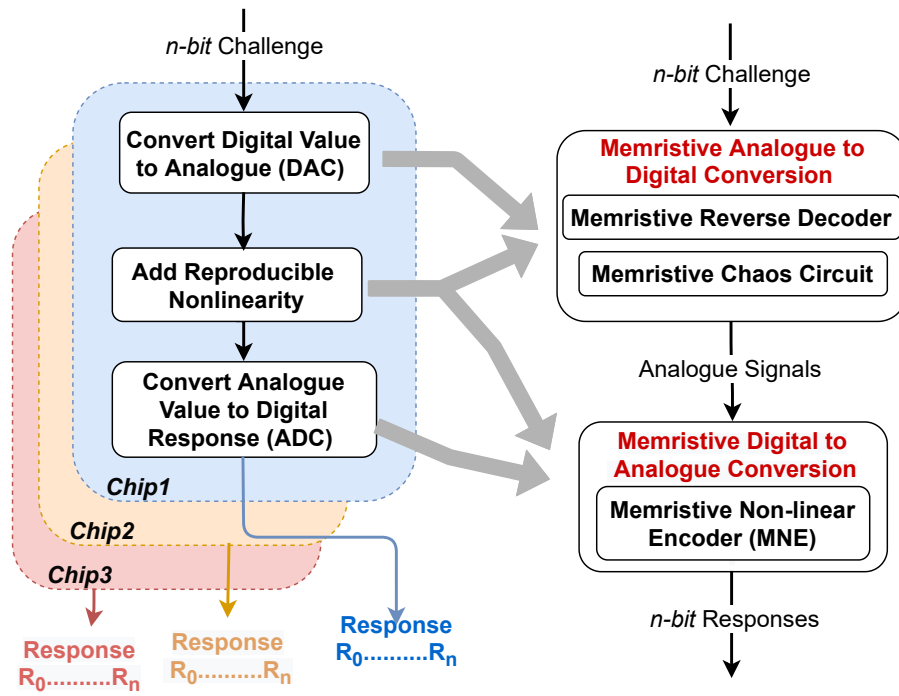 n-bit Challenge
Convert Digital Value
to Analogue (DAC)
Add Reproducible
Nonlinearity
Convert Analogue
Value to Digital
Response (ADC)
Chip1
Chip2
Chip3
Response
R0..........Rn
Response
R0..........Rn
Response
R0..........Rn
n-bit Challenge
Memristive Analogue to
Digital Conversion
Memristive Reverse Decoder
Memristive Chaos Circuit
Analogue Signals
Memristive Digital to
Analogue Conversion
Memristive Non-linear
Encoder (MNE)
n-bit Responses